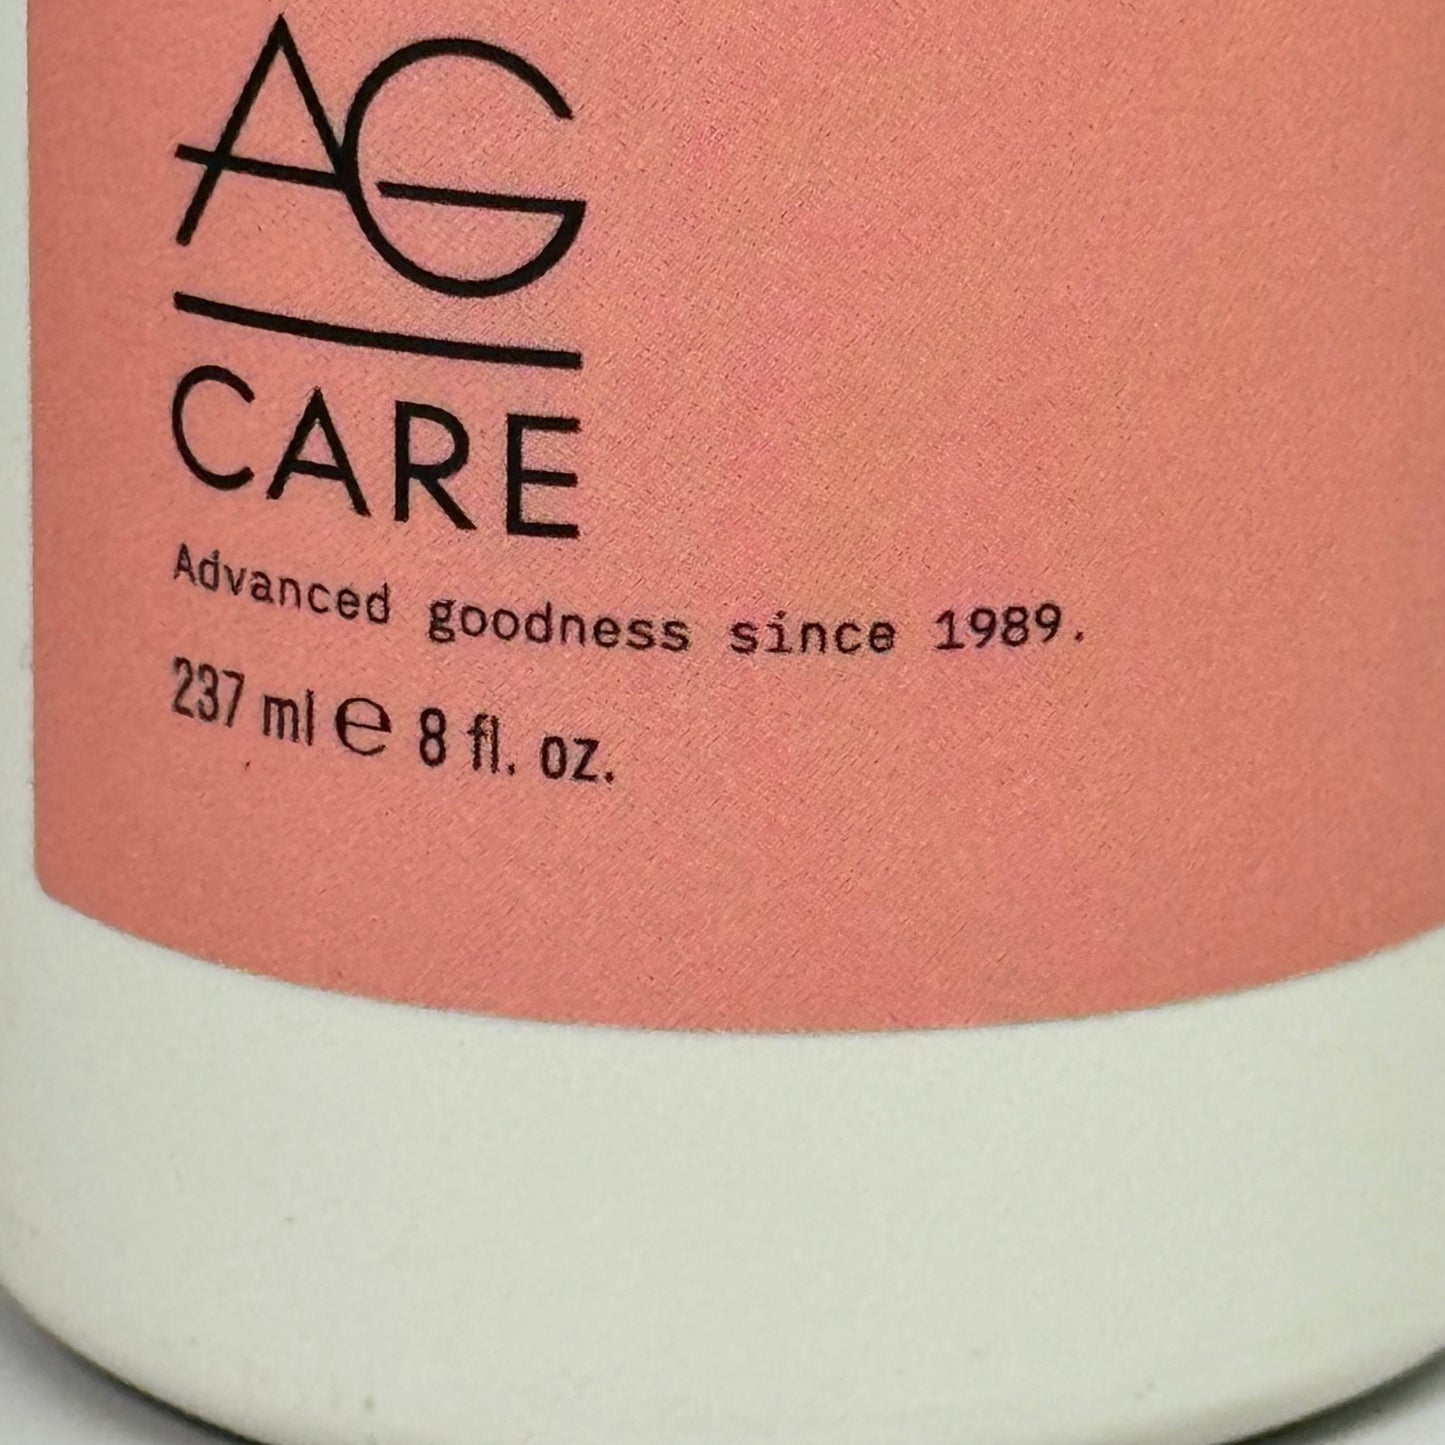 AG
CARE
Advanced goodness since 1989.
237 ml ℮ 8 fl. oz.